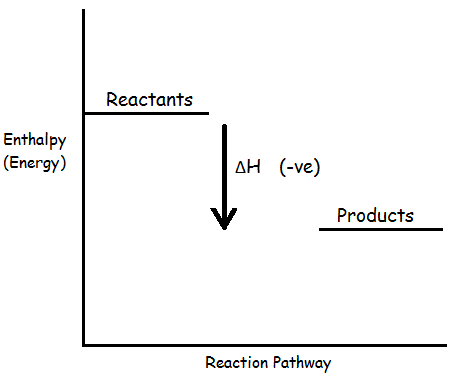 Reactants
Enthalpy
(Energy)
ΔH (-ve)
Products
Reaction Pathway